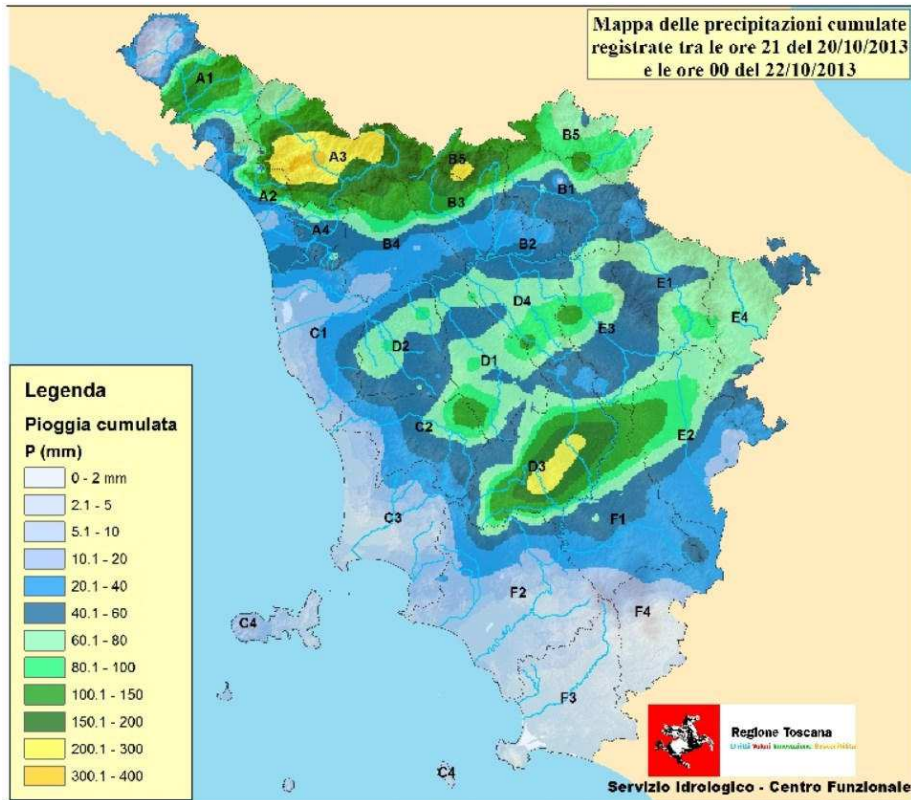 Mappa delle precipitazioni cumulate
registrate tra le ore 21 del 20/10/2013
e le ore 00 del 22/10/2013
A1
B5
A3
B5
A2
B3
B1
A4
B4
B2
E1
D4
E4
C1
E3
D2
D1
C2
E2
D3
C3
F1
F2
F4
C4
F3
C4
Legenda
Pioggia cumulata
P (mm)
0 - 2 mm
2.1 - 5
5.1 - 10
10.1 - 20
20.1 - 40
40.1 - 60
60.1 - 80
80.1 - 100
100.1 - 150
150.1 - 200
200.1 - 300
300.1 - 400
Regione Toscana
Diritti Valori Innovazione Sostenibilità
Servizio Idrologico - Centro Funzionale